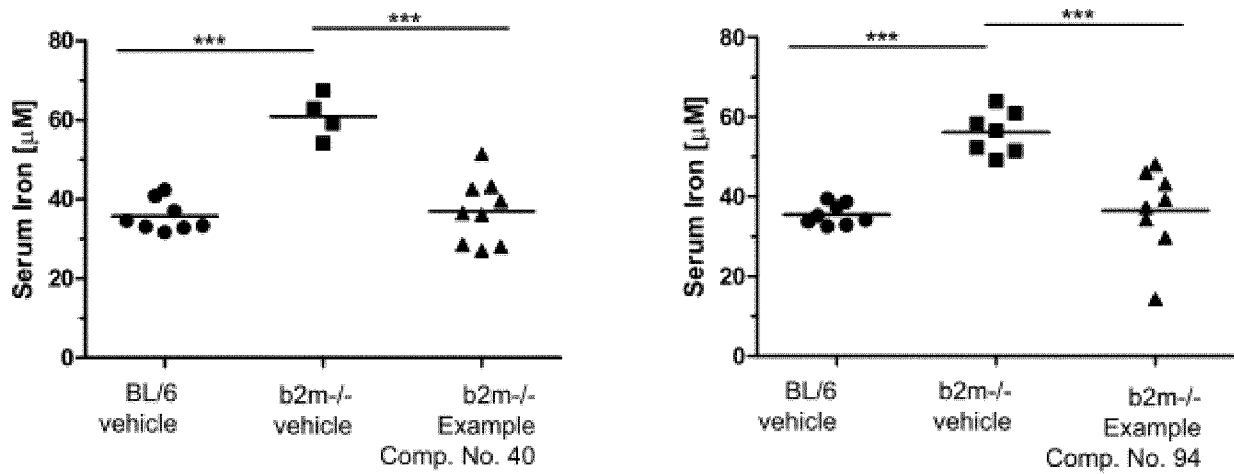 ***
***
80
60
40
20
0
Serum Iron [µM]
BL/6
vehicle
b2m-/-
vehicle
b2m-/-
Example
Comp. No. 40
***
***
80
60
40
20
0
Serum Iron [µM]
BL/6
vehicle
b2m-/-
vehicle
b2m-/-
Example
Comp. No. 94